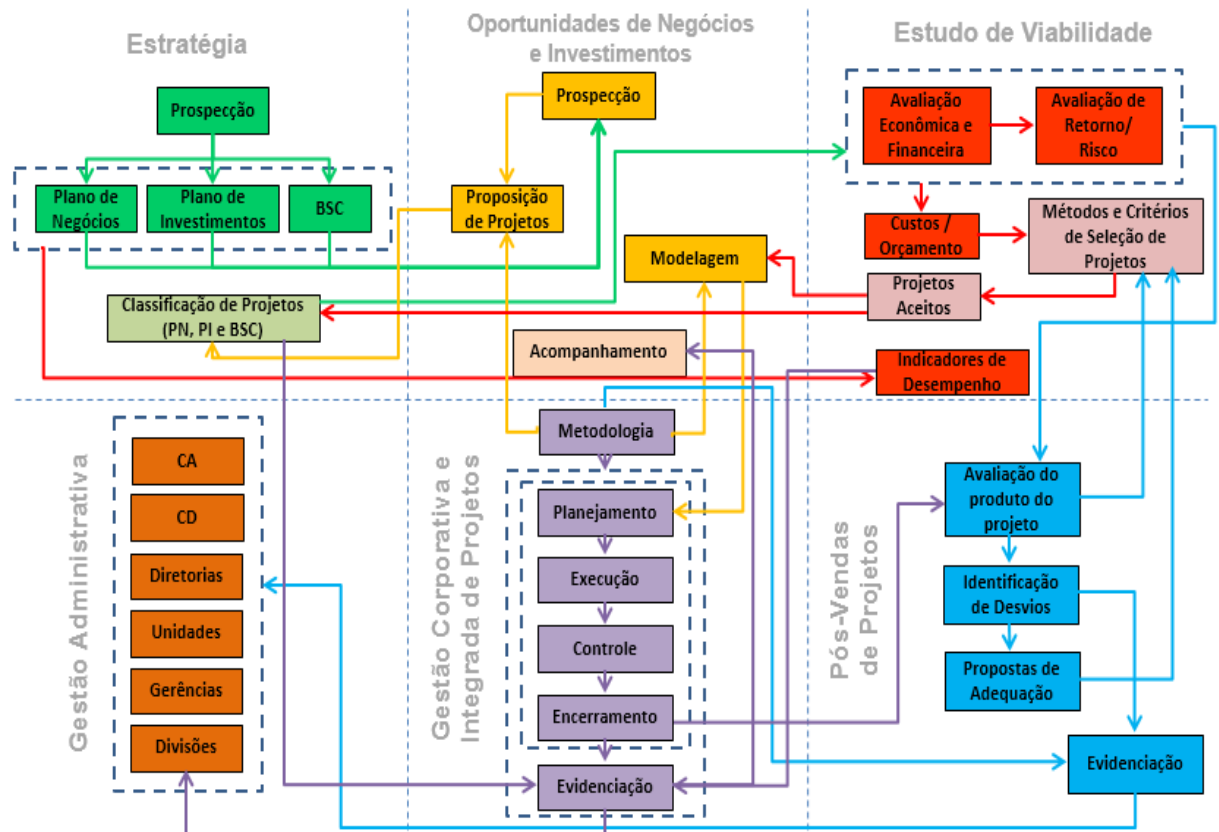 Estratégia
Prospecção
Plano de
Negócios
Plano de
Investimentos
BSC
Classificação de Projetos
(PN, PI e BSC)
Oportunidades de Negócios
e Investimentos
Prospecção
Proposição
de Projetos
Modelagem
Acompanhamento
Estudo de Viabilidade
Avaliação
Econômica e
Financeira
Avaliação de
Retorno/
Risco
Custos /
Orçamento
Métodos e Critérios
de Seleção de
Projetos
Projetos
Aceitos
Indicadores de
Desempenho
Gestão Administrativa
CA
CD
Diretorias
Unidades
Gerências
Divisões
Gestão Corporativa e
Integrada de Projetos
Metodologia
Planejamento
Execução
Controle
Encerramento
Evidenciação
Pós-Vendas
de Projetos
Avaliação do
produto do
projeto
Identificação
de Desvios
Propostas de
Adequação
Evidenciação